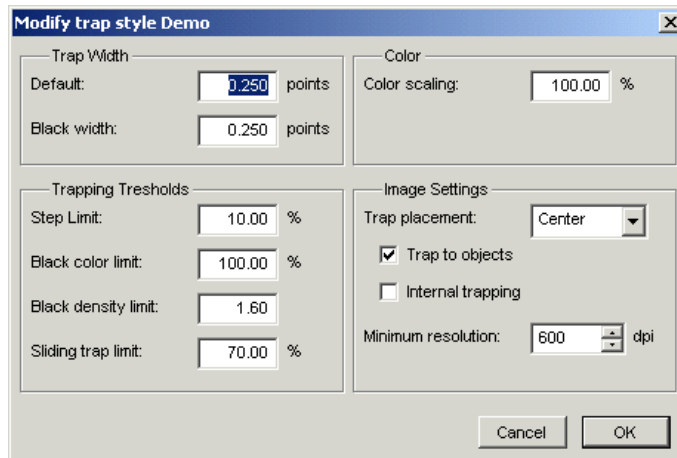 Modify trap style Demo
Trap Width
Default: 0.250 points
Black width: 0.250 points
Color
Color scaling: 100.00 %
Trapping Tresholds
Step Limit: 10.00 %
Black color limit: 100.00 %
Black density limit: 1.60
Sliding trap limit: 70.00 %
Image Settings
Trap placement: Center
Trap to objects
Internal trapping
Minimum resolution: 600 dpi
Cancel OK